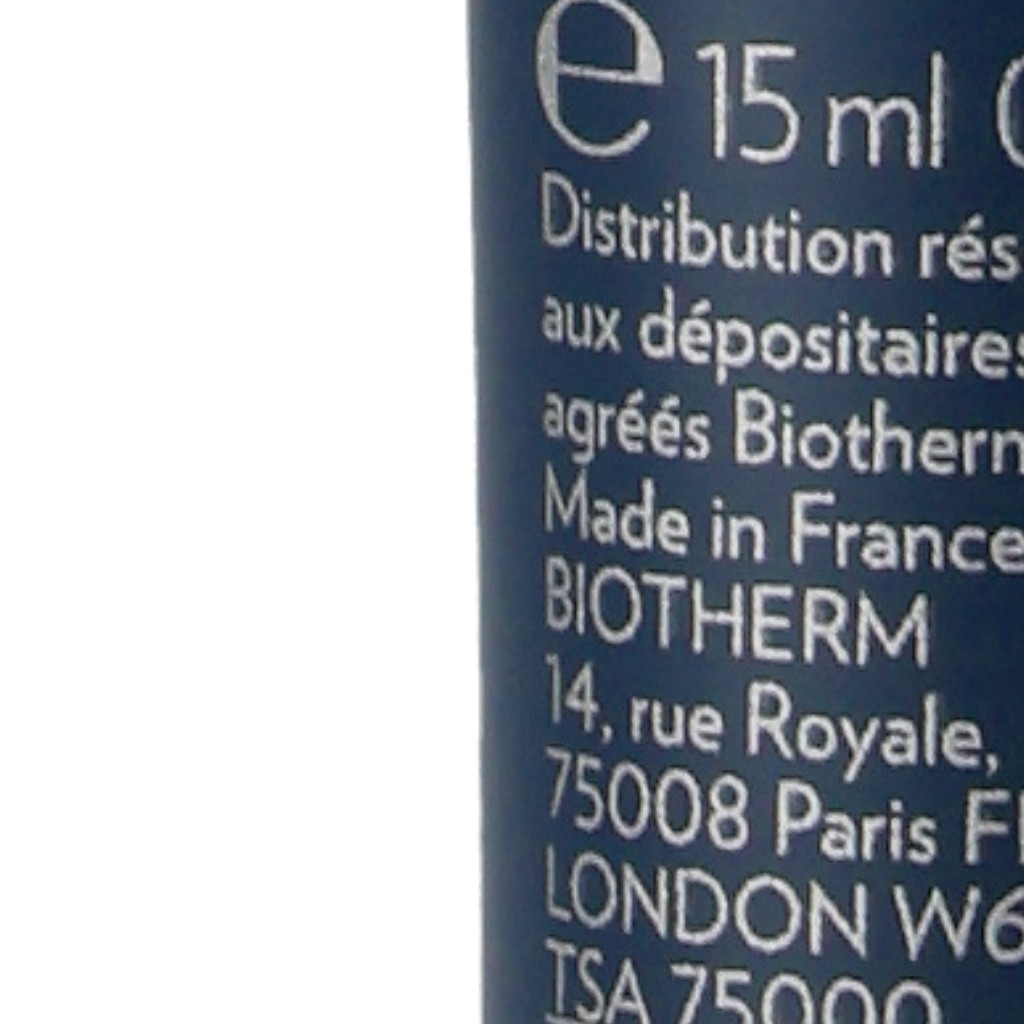 e 15 ml
Distribution rés
aux dépositaires
agréés Biotherm
Made in France
BIOTHERM
14, rue Royale,
75008 Paris
LONDON W6
TSA 75000